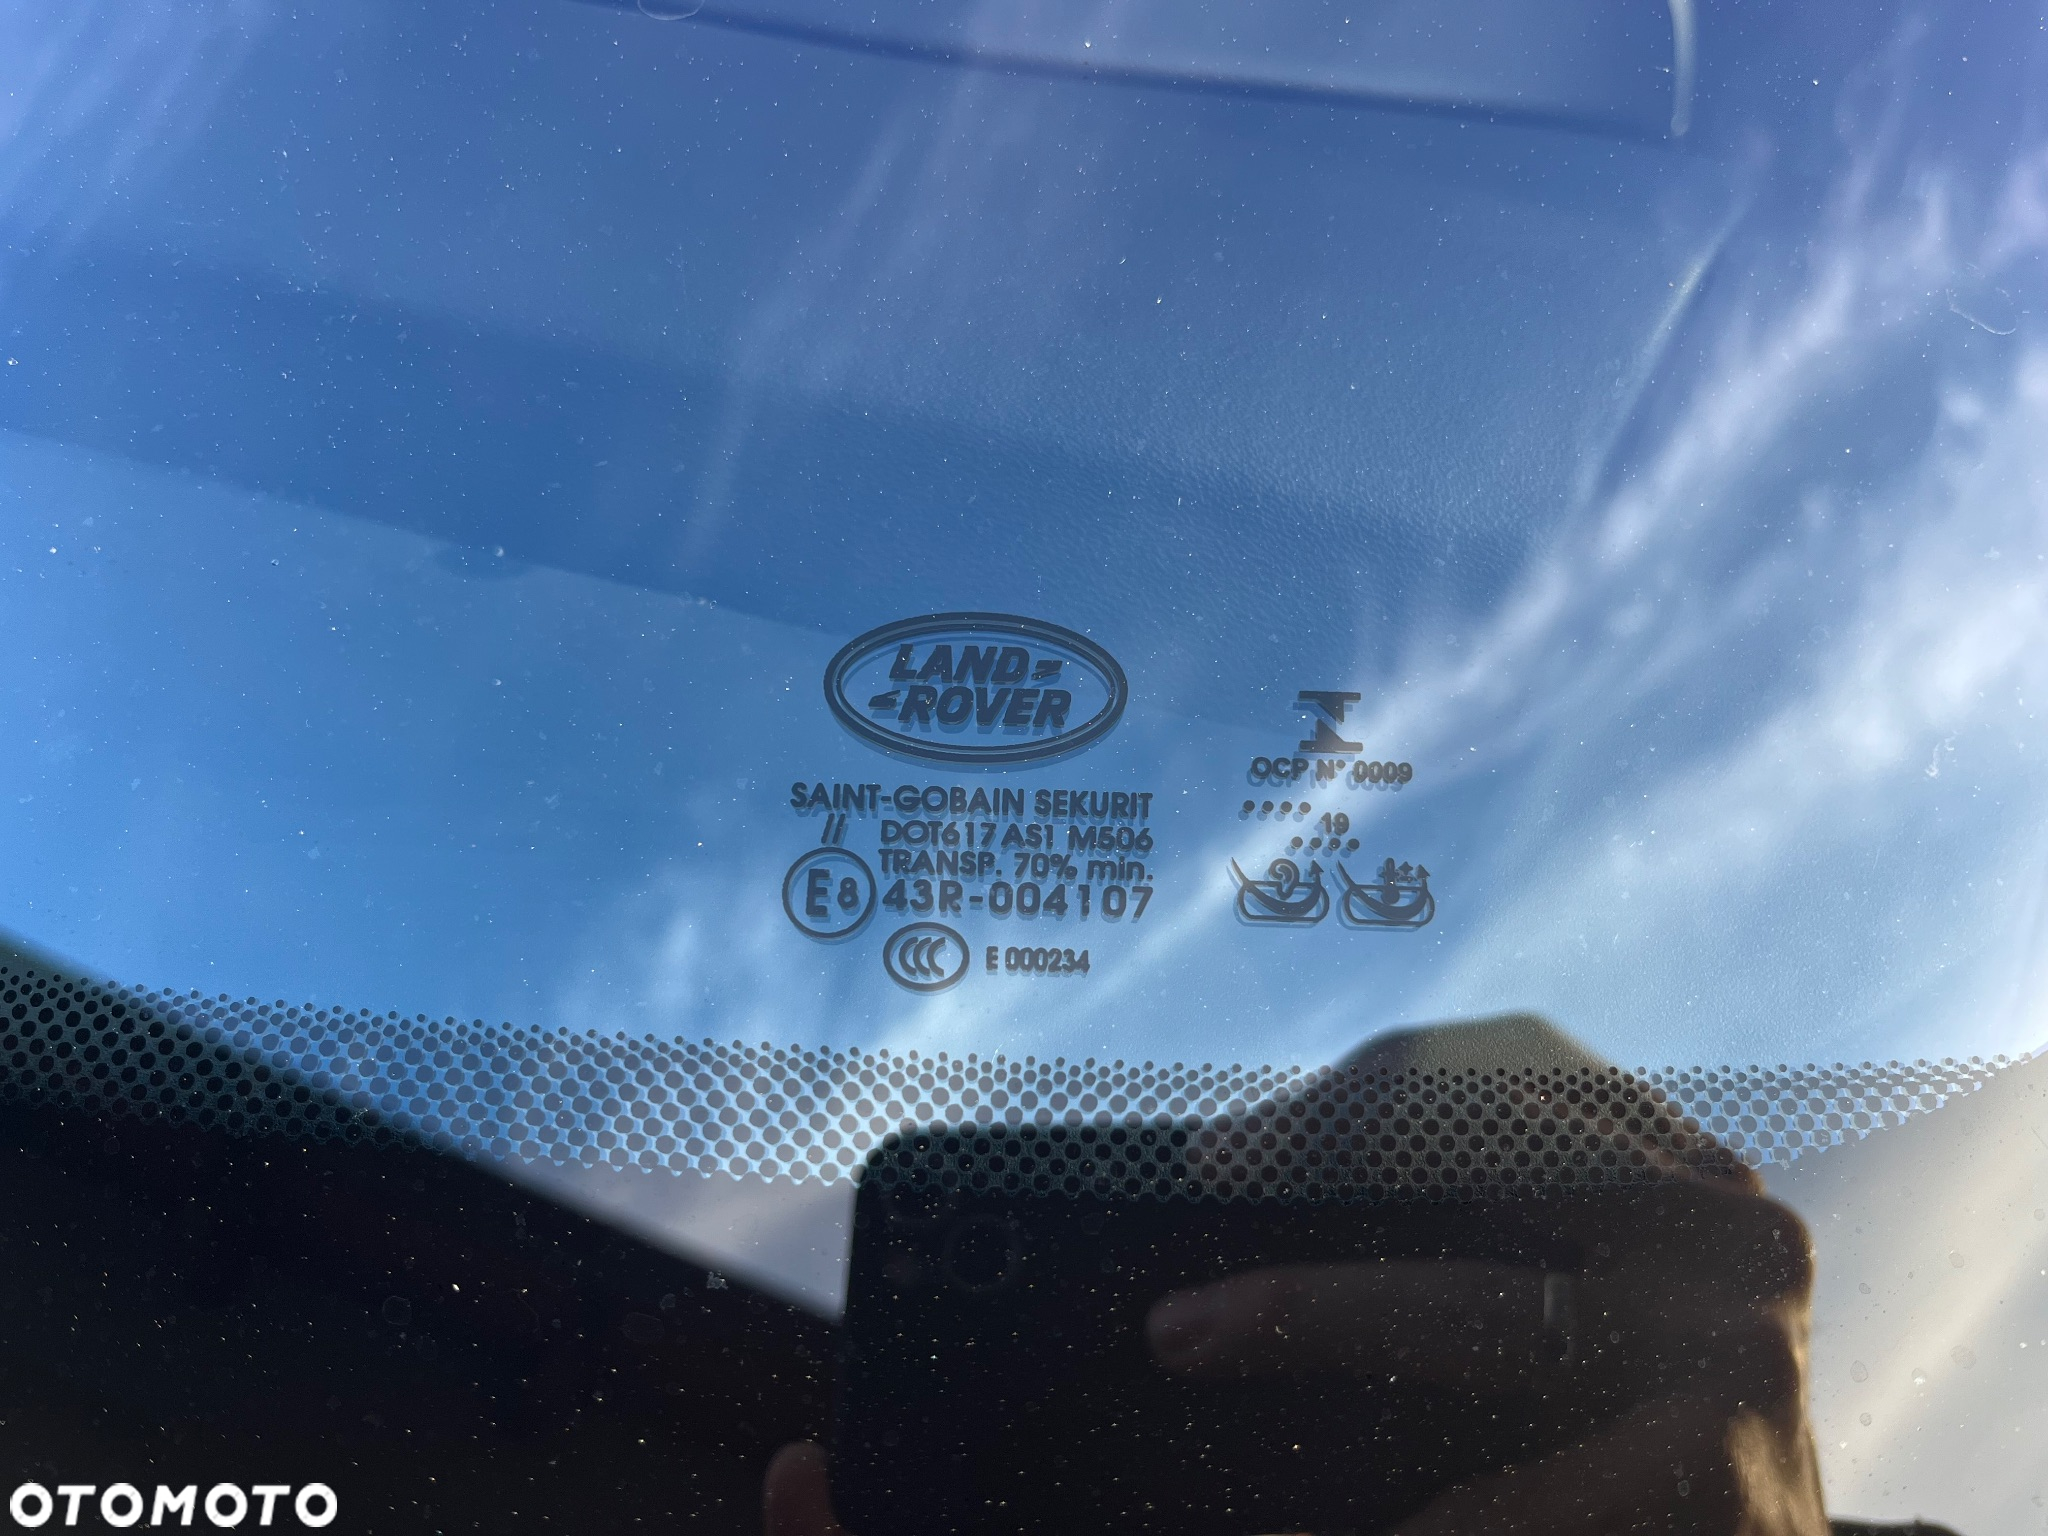 LAND
ROVER
SAINT-GOBAIN SEKURIT
// DOT617 AS1 M506
TRANSP. 70% min.
E8 43R-004107
CCC E 000234
OCP N° 0009
.... 19
....
OTOMOTO